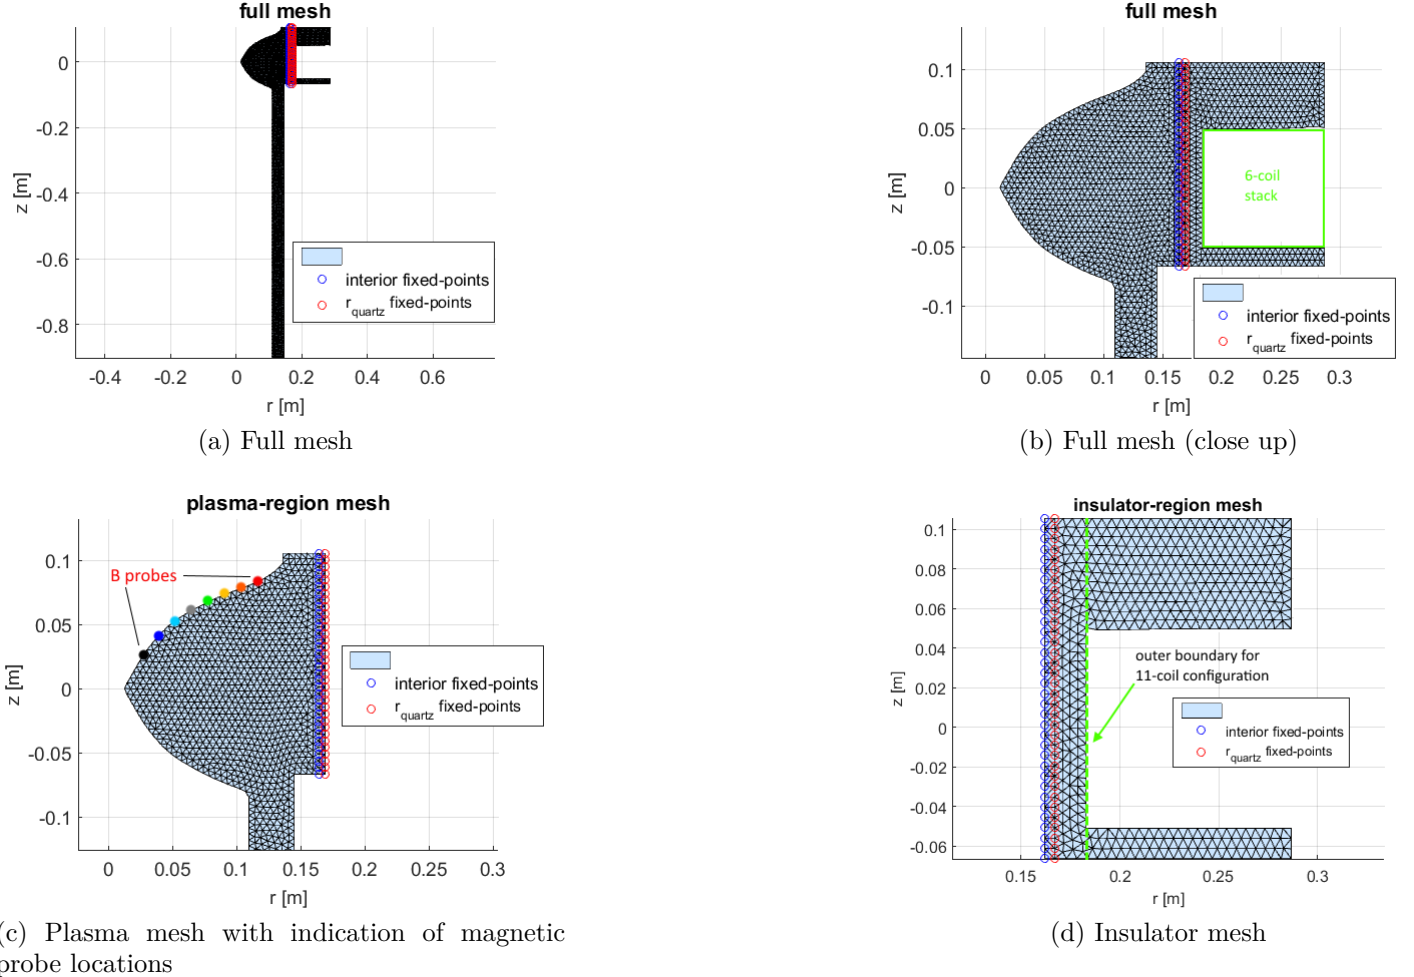 full mesh
0
-0.2
-0.4
-0.6
-0.8
z [m]
-0.4
-0.2
0
0.2
0.4
0.6
r [m]
interior fixed-points
r_quartz fixed-points
(a) Full mesh
full mesh
0.1
0.05
0
-0.05
-0.1
z [m]
6-coil
stack
0
0.05
0.1
0.15
0.2
0.25
0.3
r [m]
interior fixed-points
r_quartz fixed-points
(b) Full mesh (close up)
plasma-region mesh
0.1
0.05
0
-0.05
-0.1
z [m]
B probes
0
0.05
0.1
0.15
0.2
0.25
0.3
r [m]
interior fixed-points
r_quartz fixed-points
(c) Plasma mesh with indication of magnetic
probe locations
insulator-region mesh
0.1
0.08
0.06
0.04
0.02
0
-0.02
-0.04
-0.06
z [m]
outer boundary for
11-coil configuration
0.15
0.2
0.25
0.3
r [m]
interior fixed-points
r_quartz fixed-points
(d) Insulator mesh